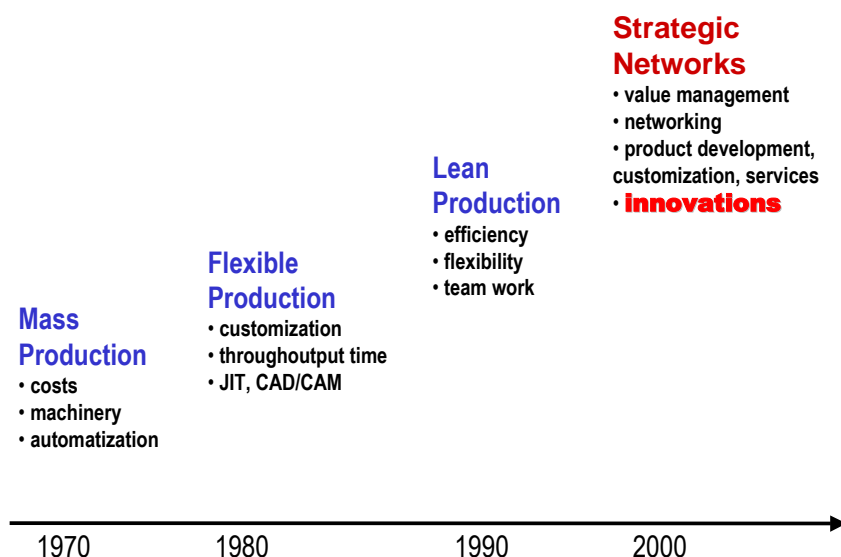 Strategic
Networks
• value management
• networking
• product development,
customization, services
• innovations
Lean
Production
• efficiency
• flexibility
• team work
Flexible
Production
• customization
• throughoutput time
• JIT, CAD/CAM
Mass
Production
• costs
• machinery
• automatization
1970 1980 1990 2000